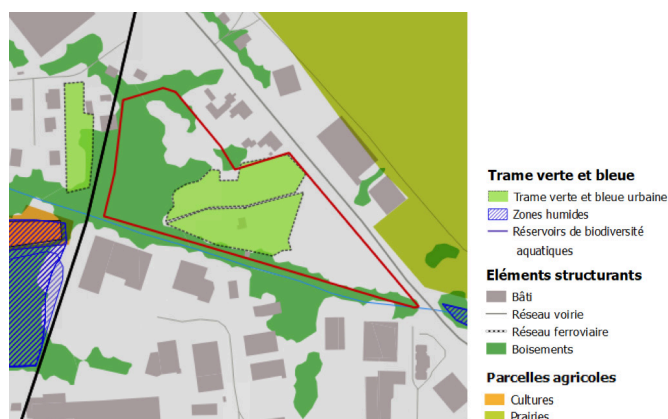 Trame verte et bleue
Trame verte et bleue urbaine
Zones humides
Réservoirs de biodiversité
aquatiques
Eléments structurants
Bâti
Réseau voirie
Réseau ferroviaire
Boisements
Parcelles agricoles
Cultures
Prairies